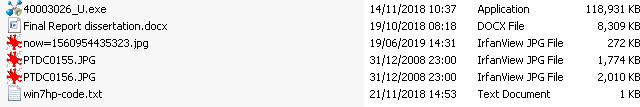 40003026_U.exe 14/11/2018 10:37 Application 118,931 KB
Final Report dissertation.docx 19/10/2018 08:18 DOCX File 8,309 KB
now=1560954435323.jpg 19/06/2019 14:31 IrfanView JPG File 272 KB
PTDC0155.JPG 31/12/2008 23:00 IrfanView JPG File 1,774 KB
PTDC0156.JPG 31/12/2008 23:00 IrfanView JPG File 2,010 KB
win7hp-code.txt 21/11/2018 14:53 Text Document 1 KB